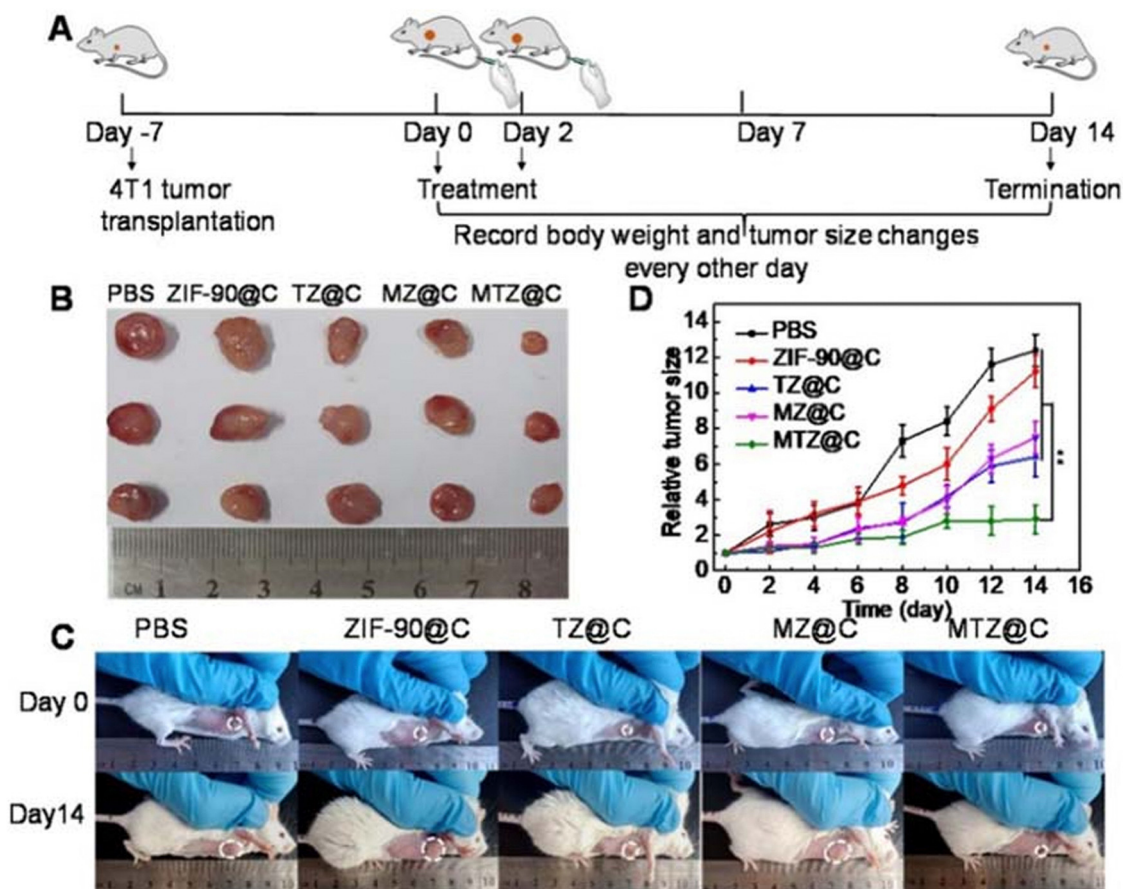 A
Day -7
Day 0
Day 2
Day 7
Day 14
4T1 tumor
transplantation
Treatment
Termination
Record body weight and tumor size changes
every other day
B
PBS ZIF-90@C TZ@C MZ@C MTZ@C
CM 1 2 3 4 5 6 7 8
D
Relative tumor size
14
12
10
8
6
4
2
0
PBS
ZIF-90@C
TZ@C
MZ@C
MTZ@C
**
0 2 4 6 8 10 12 14 16
Time (day)
C
PBS ZIF-90@C TZ@C MZ@C MTZ@C
Day 0
Day14